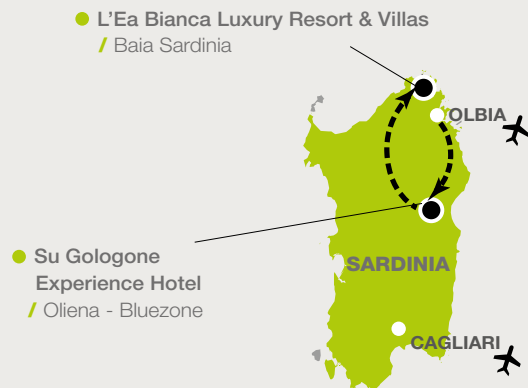 L'Ea Bianca Luxury Resort & Villas
/ Baia Sardinia
OLBIA
Su Gologone
Experience Hotel
/ Oliena - Bluezone
SARDINIA
CAGLIARI